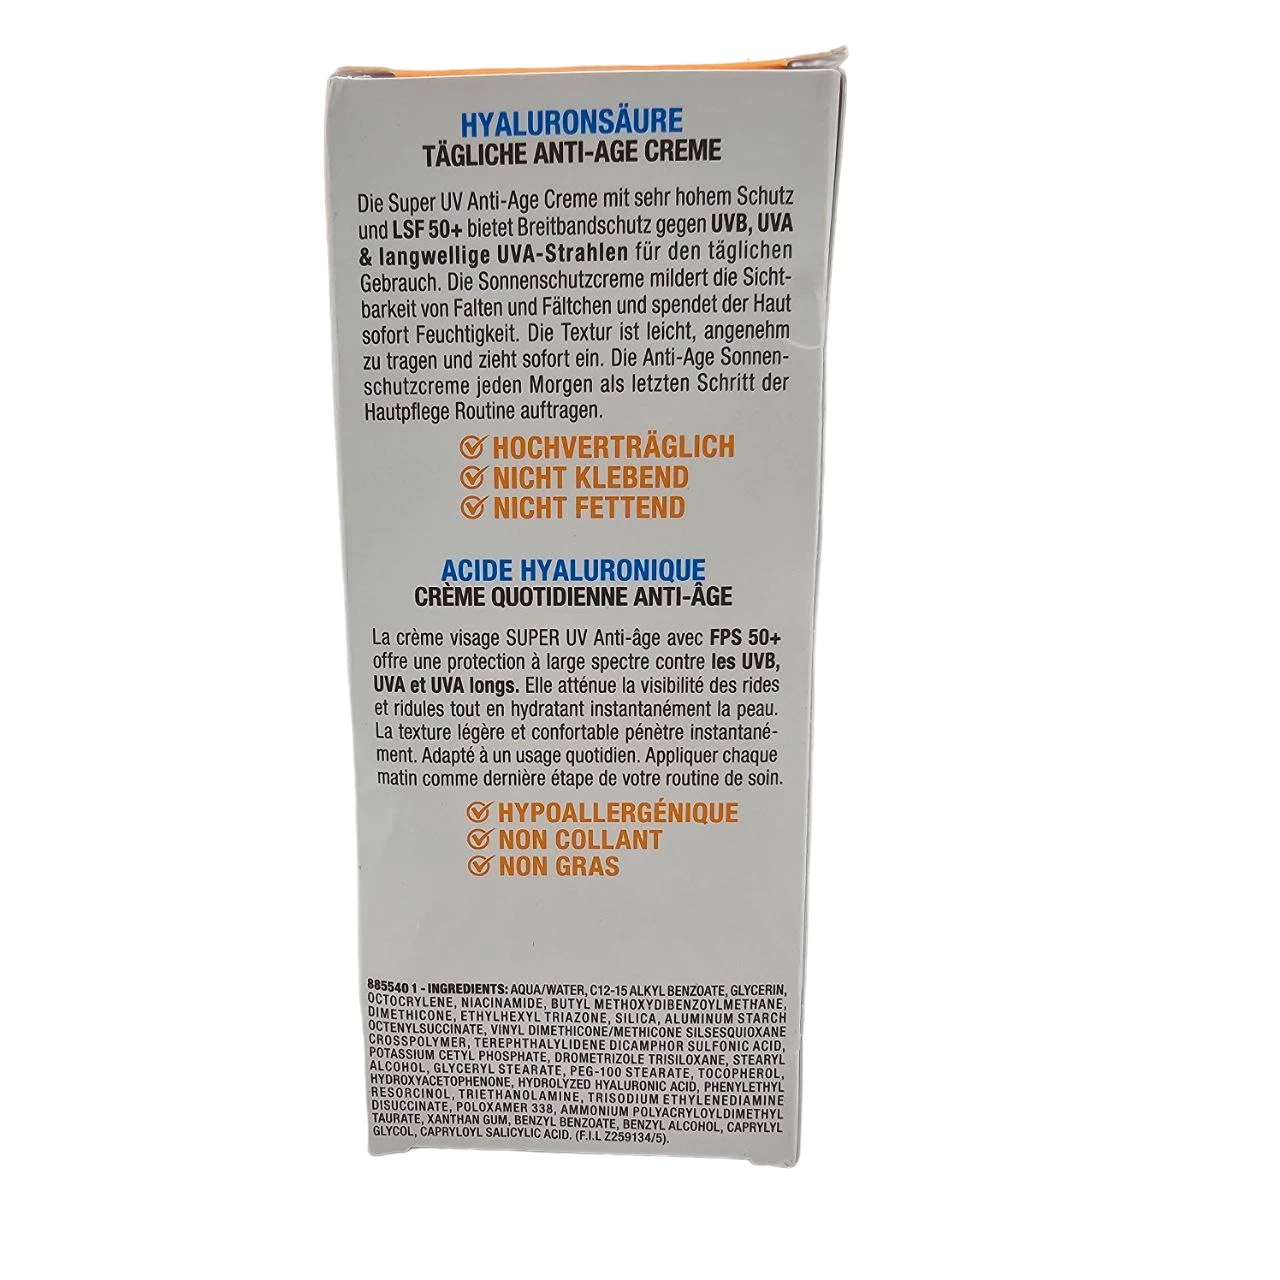 HYALURONSÄURE
TÄGLICHE ANTI-AGE CREME
Die Super UV Anti-Age Creme mit sehr hohem Schutz
und LSF 50+ bietet Breitbandschutz gegen UVB, UVA
& langwellige UVA-Strahlen für den täglichen
Gebrauch. Die Sonnenschutzcreme mildert die Sicht-
barkeit von Falten und Fältchen und spendet der Haut
sofort Feuchtigkeit. Die Textur ist leicht, angenehm
zu tragen und zieht sofort ein. Die Anti-Age Sonnen-
schutzcreme jeden Morgen als letzten Schritt der
Hautpflege Routine auftragen.
HOCHVERTRÄGLICH
NICHT KLEBEND
NICHT FETTEND
ACIDE HYALURONIQUE
CRÈME QUOTIDIENNE ANTI-ÂGE
La crème visage SUPER UV Anti-âge avec FPS 50+
offre une protection à large spectre contre les UVB,
UVA et UVA longs. Elle atténue la visibilité des rides
et ridules tout en hydratant instantanément la peau.
La texture légère et confortable pénètre instantané-
ment. Adapté à un usage quotidien. Appliquer chaque
matin comme dernière étape de votre routine de soin.
HYPOALLERGÉNIQUE
NON COLLANT
NON GRAS
885540 1 - INGREDIENTS: AQUA/WATER, C12-15 ALKYL BENZOATE, GLYCERIN,
OCTOCRYLENE, NIACINAMIDE, BUTYL METHOXYDIBENZOYLMETHANE,
DIMETHICONE, ETHYLHEXYL TRIAZONE, SILICA, ALUMINUM STARCH
OCTENYLSUCCINATE, VINYL DIMETHICONE/METHICONE SILSESQUIOXANE
CROSSPOLYMER, TEREPHTHALYLIDENE DICAMPHOR SULFONIC ACID,
POTASSIUM CETYL PHOSPHATE, DROMETRIZOLE TRISILOXANE, STEARYL
ALCOHOL, GLYCERYL STEARATE, PEG-100 STEARATE, TOCOPHEROL,
HYDROXYACETOPHENONE, HYDROLYZED HYALURONIC ACID, PHENYLETHYL
RESORCINOL, TRIETHANOLAMINE, TRISODIUM ETHYLENEDIAMINE
DISUCCINATE, POLOXAMER 338, AMMONIUM POLYACRYLOYLDIMETHYL
TAURATE, XANTHAN GUM, BENZYL BENZOATE, BENZYL ALCOHOL, CAPRYLYL
GLYCOL, CAPRYLOYL SALICYLIC ACID. (F.I.L Z259134/5).